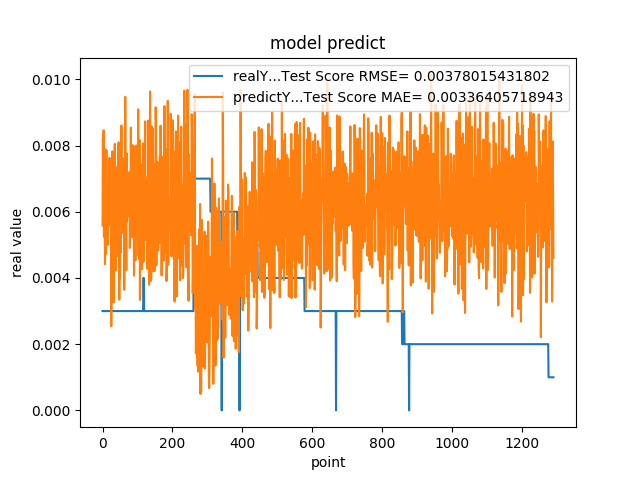 model predict
realY...Test Score RMSE= 0.00378015431802
predictY...Test Score MAE= 0.00336405718943
0.010
0.008
0.006
0.004
0.002
0.000
real value
0 200 400 600 800 1000 1200
point